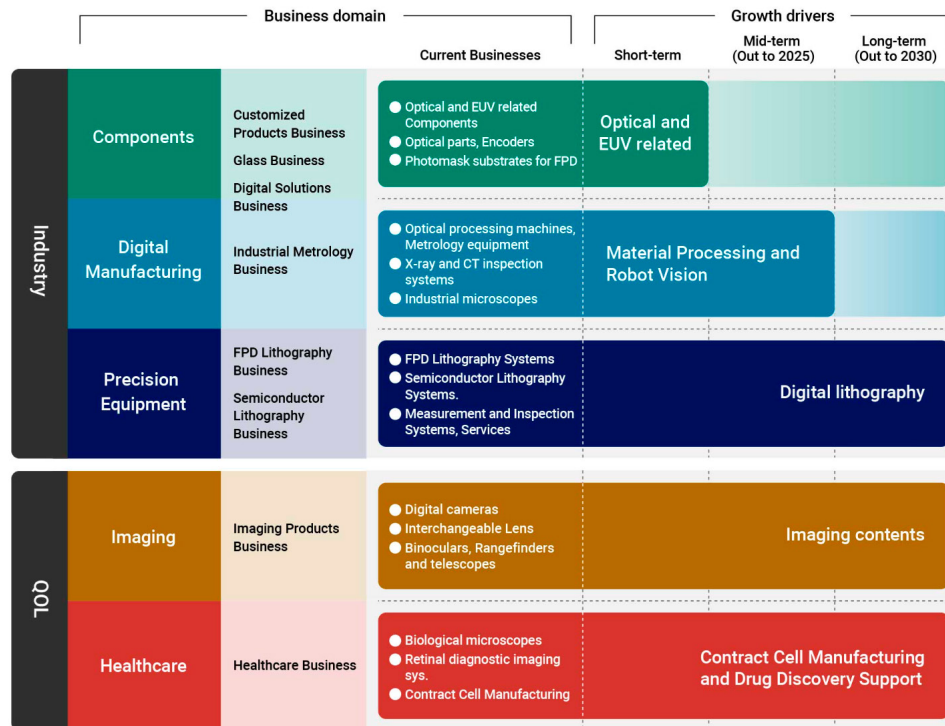 Business domain
Growth drivers
Current Businesses
Short-term
Mid-term
(Out to 2025)
Long-term
(Out to 2030)
Industry
Components
Customized
Products Business
Glass Business
Digital Solutions
Business
Optical and EUV related
Components
Optical parts, Encoders
Photomask substrates for FPD
Optical and
EUV related
Digital
Manufacturing
Industrial Metrology
Business
Optical processing machines,
Metrology equipment
X-ray and CT inspection
systems
Industrial microscopes
Material Processing and
Robot Vision
Precision
Equipment
FPD Lithography
Business
Semiconductor
Lithography
Business
FPD Lithography Systems
Semiconductor Lithography
Systems.
Measurement and Inspection
Systems, Services
Digital lithography
QOL
Imaging
Imaging Products
Business
Digital cameras
Interchangeable Lens
Binoculars, Rangefinders
and telescopes
Imaging contents
Healthcare
Healthcare Business
Biological microscopes
Retinal diagnostic imaging
sys.
Contract Cell Manufacturing
Contract Cell Manufacturing
and Drug Discovery Support